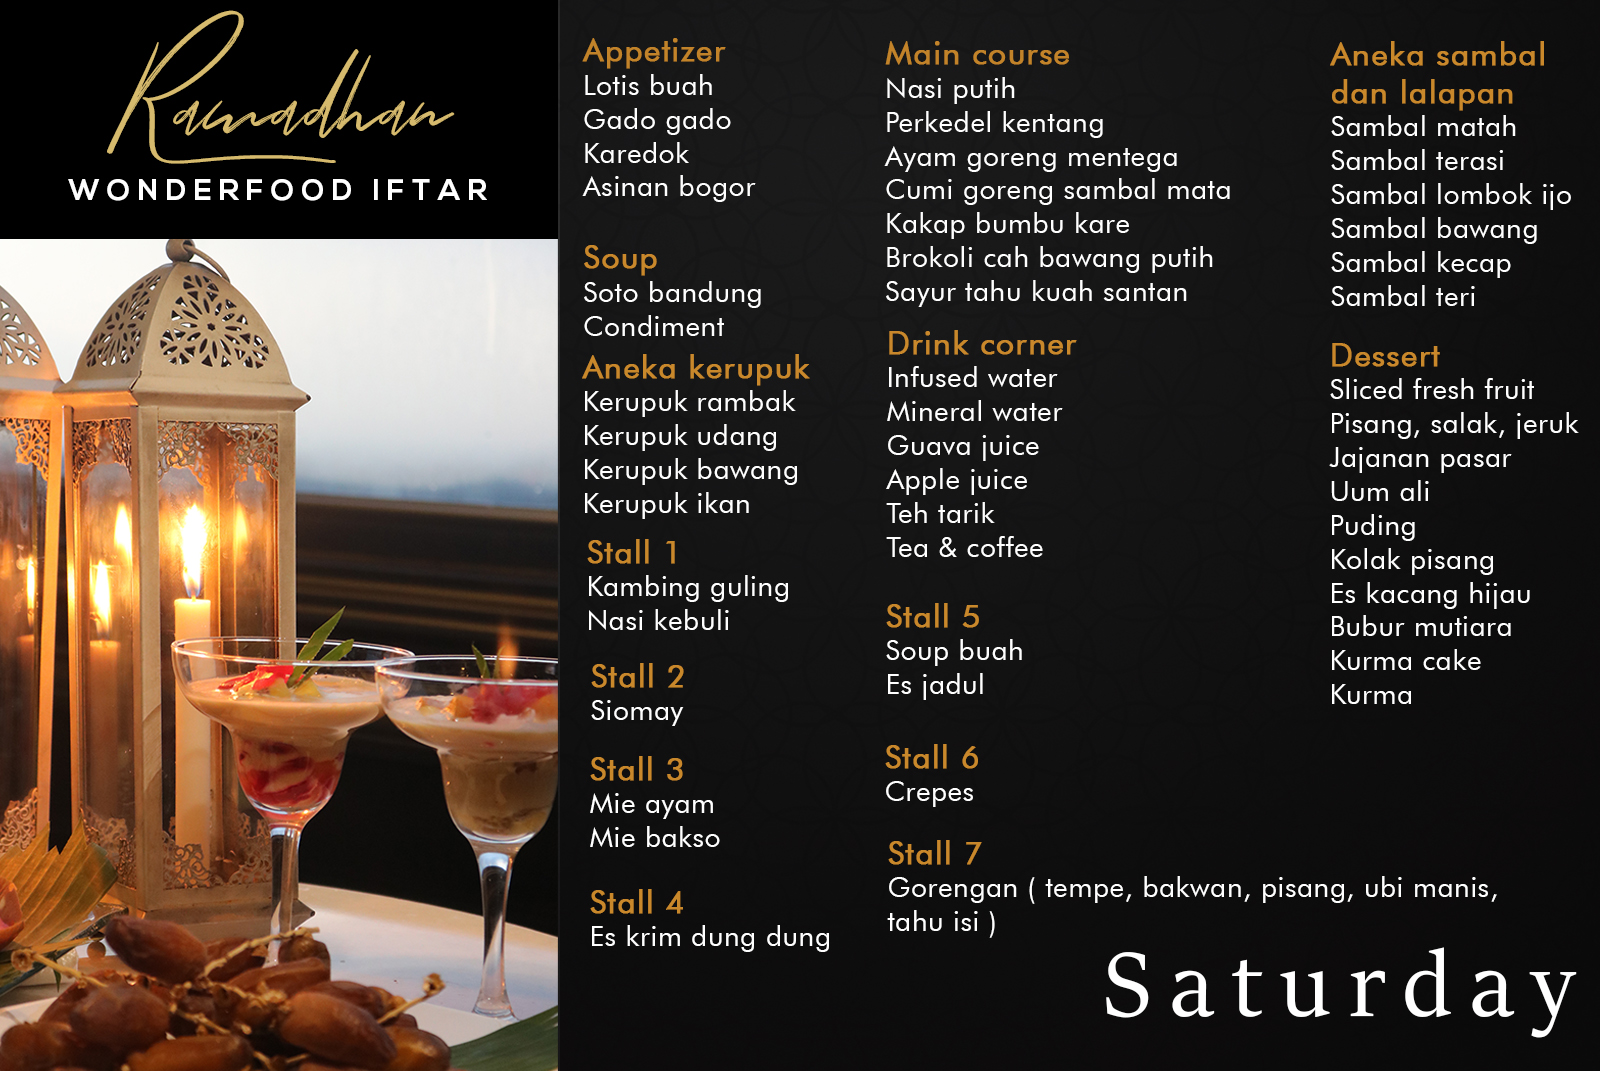 Ramadhan
WONDERFOOD IFTAR
Appetizer
Lotis buah
Gado gado
Karedok
Asinan bogor
Soup
Soto bandung
Condiment
Aneka kerupuk
Kerupuk rambak
Kerupuk udang
Kerupuk bawang
Kerupuk ikan
Stall 1
Kambing guling
Nasi kebuli
Stall 2
Siomay
Stall 3
Mie ayam
Mie bakso
Stall 4
Es krim dung dung
Main course
Nasi putih
Perkedel kentang
Ayam goreng mentega
Cumi goreng sambal mata
Kakap bumbu kare
Brokoli cah bawang putih
Sayur tahu kuah santan
Drink corner
Infused water
Mineral water
Guava juice
Apple juice
Teh tarik
Tea & coffee
Stall 5
Soup buah
Es jadul
Stall 6
Crepes
Stall 7
Gorengan ( tempe, bakwan, pisang, ubi manis,
tahu isi )
Aneka sambal
dan lalapan
Sambal matah
Sambal terasi
Sambal lombok ijo
Sambal bawang
Sambal kecap
Sambal teri
Dessert
Sliced fresh fruit
Pisang, salak, jeruk
Jajanan pasar
Uum ali
Puding
Kolak pisang
Es kacang hijau
Bubur mutiara
Kurma cake
Kurma
Saturday